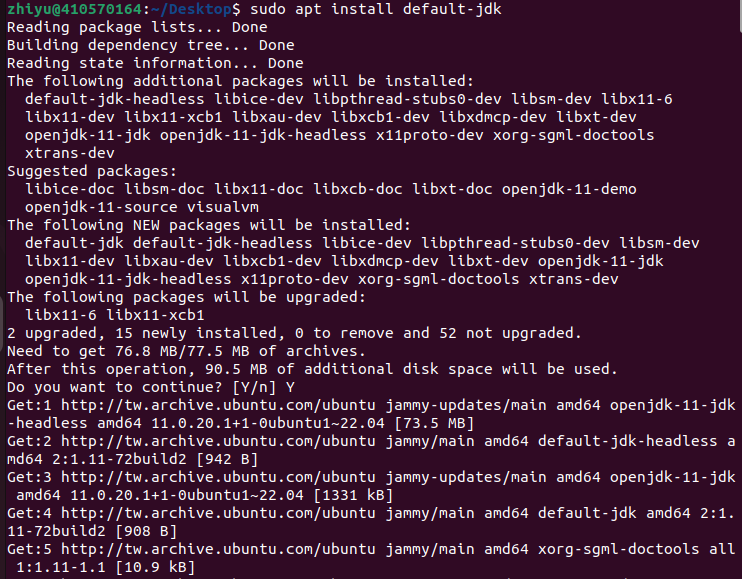 zhiyu@410570164:~/Desktop$ sudo apt install default-jdk
Reading package lists... Done
Building dependency tree... Done
Reading state information... Done
The following additional packages will be installed:
  default-jdk-headless libice-dev libpthread-stubs0-dev libsm-dev libx11-6
  libx11-dev libx11-xcb1 libxau-dev libxcb1-dev libxdmcp-dev libxt-dev
  openjdk-11-jdk openjdk-11-jdk-headless x11proto-dev xorg-sgml-doctools
  xtrans-dev
Suggested packages:
  libice-doc libsm-doc libx11-doc libxcb-doc libxt-doc openjdk-11-demo
  openjdk-11-source visualvm
The following NEW packages will be installed:
  default-jdk default-jdk-headless libice-dev libpthread-stubs0-dev libsm-dev
  libx11-dev libxau-dev libxcb1-dev libxdmcp-dev libxt-dev openjdk-11-jdk
  openjdk-11-jdk-headless x11proto-dev xorg-sgml-doctools xtrans-dev
The following packages will be upgraded:
  libx11-6 libx11-xcb1
2 upgraded, 15 newly installed, 0 to remove and 52 not upgraded.
Need to get 76.8 MB/77.5 MB of archives.
After this operation, 90.5 MB of additional disk space will be used.
Do you want to continue? [Y/n] Y
Get:1 http://tw.archive.ubuntu.com/ubuntu jammy-updates/main amd64 openjdk-11-jdk
-headless amd64 11.0.20.1+1-0ubuntu1~22.04 [73.5 MB]
Get:2 http://tw.archive.ubuntu.com/ubuntu jammy/main amd64 default-jdk-headless a
md64 2:1.11-72build2 [942 B]
Get:3 http://tw.archive.ubuntu.com/ubuntu jammy-updates/main amd64 openjdk-11-jdk
 amd64 11.0.20.1+1-0ubuntu1~22.04 [1331 kB]
Get:4 http://tw.archive.ubuntu.com/ubuntu jammy/main amd64 default-jdk amd64 2:1.
11-72build2 [908 B]
Get:5 http://tw.archive.ubuntu.com/ubuntu jammy/main amd64 xorg-sgml-doctools all
 1:1.11-1.1 [10.9 kB]